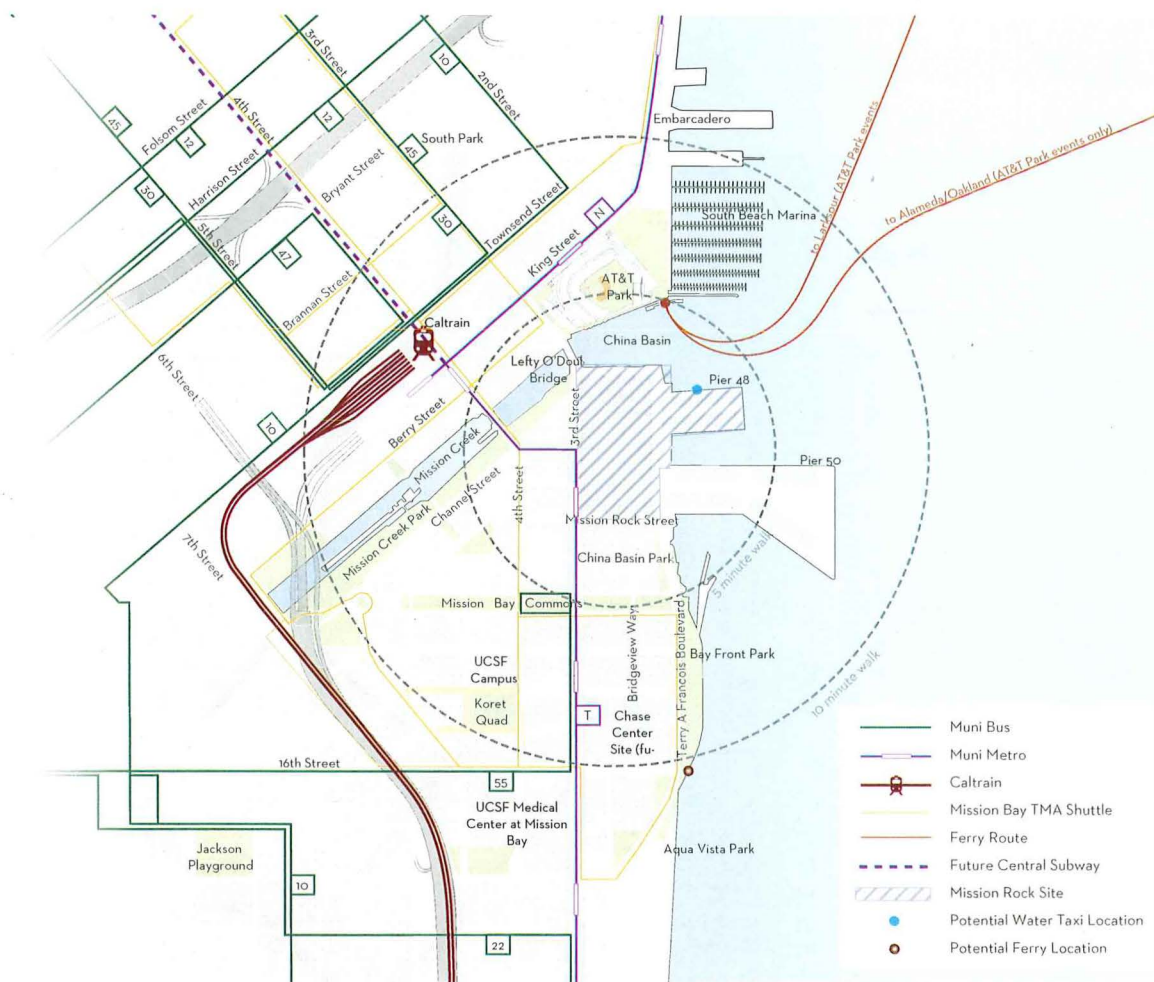 3rd Street
10
2nd Street
4th Street
Embarcadero
45
Folsom Street
12
12
South Park
45
Harrison Street
Bryant Street
30
to Larkspur (AT&T Park events
to Alameda/Oakland (AT&T Park events only)
South Beach Marina
5th Street
47
30
Townsend Street
N
King Street
AT&T
Park
Brannan Street
Caltrain
China Basin
Lefty O'Doul
Bridge
Pier 48
6th Street
10
Berry Street
3rd Street
Mission Creek
Pier 50
Channel Street
4th Street
Mission Creek Park
Mission Rock Street
7th Street
China Basin Park
5 minute walk
Mission Bay Commons
Bridgeview Way
Terry A Francois Boulevard
Bay Front Park
10 minute walk
UCSF
Campus
Koret
Quad
T
Chase
Center
Site (fu-
16th Street
55
UCSF Medical
Center at Mission
Bay
Jackson
Playground
Aqua Vista Park
10
22
Muni Bus
Muni Metro
Caltrain
Mission Bay TMA Shuttle
Ferry Route
Future Central Subway
Mission Rock Site
Potential Water Taxi Location
Potential Ferry Location